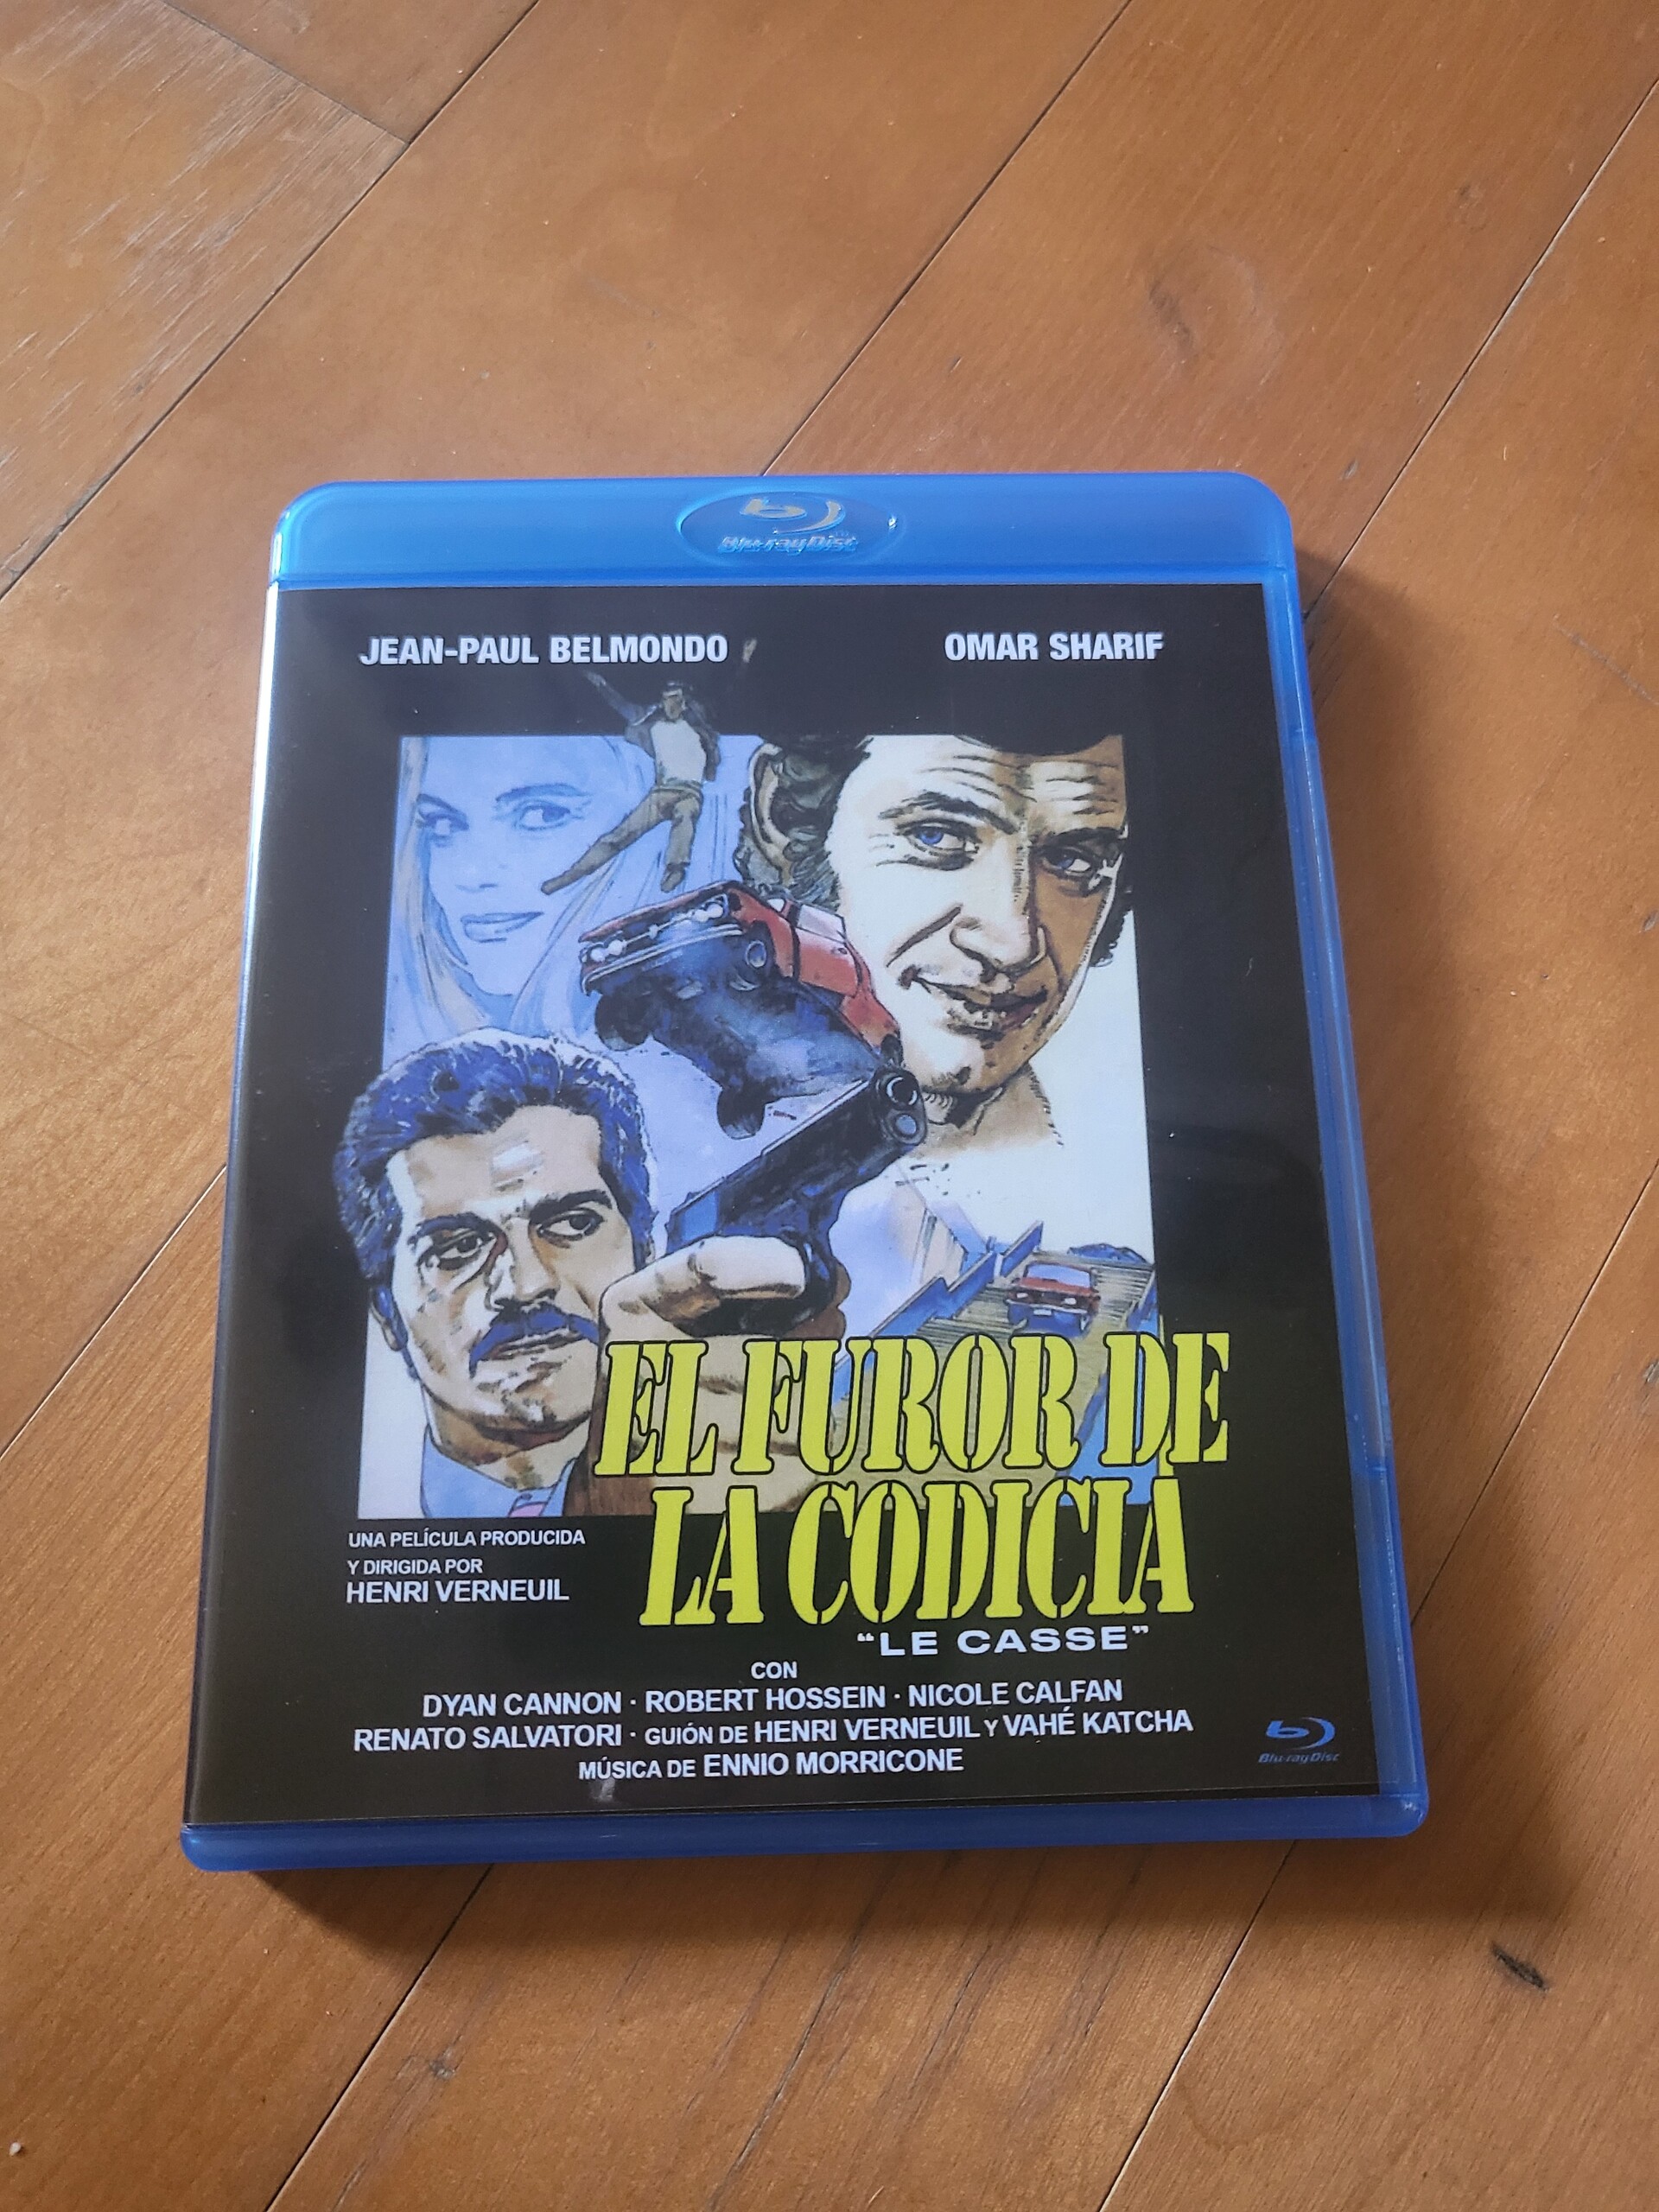 Blu-ray Disc
JEAN-PAUL BELMONDO
OMAR SHARIF
EL FUROR DE
LA CODICIA
"LE CASSE"
UNA PELÍCULA PRODUCIDA
Y DIRIGIDA POR
HENRI VERNEUIL
CON
DYAN CANNON · ROBERT HOSSEIN · NICOLE CALFAN
RENATO SALVATORI · GUIÓN DE HENRI VERNEUIL Y VAHÉ KATCHA
MÚSICA DE ENNIO MORRICONE
Blu-ray Disc